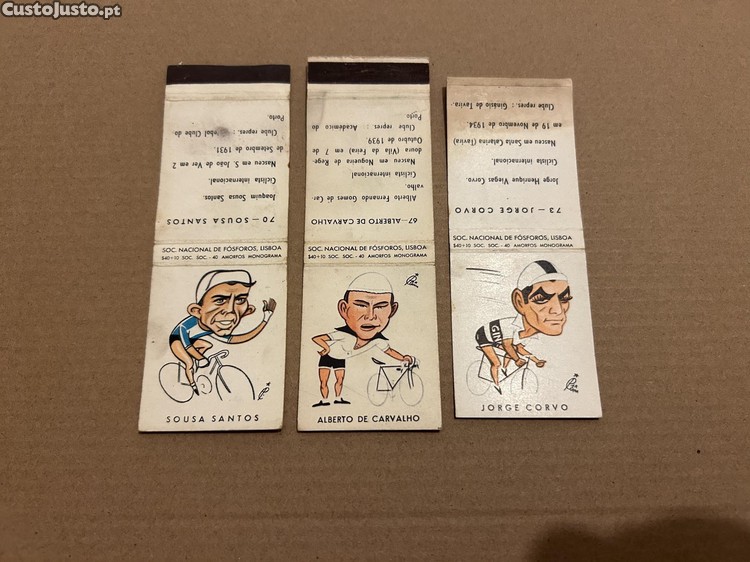 CustoJusto.pt
70 — SOUSA SANTOS
Joaquim Sousa Santos.
Ciclista internacional.
Nasceu em S. João de Ver em 2
de Setembro de 1931.
Clube repres.: Futebol Clube do
Porto.
SOC. NACIONAL DE FÓSFOROS, LISBOA
$40+10 SOC. SOC. - 40 AMORFOS MONOGRAMA
SOUSA SANTOS
67—ALBERTO DE CARVALHO
Alberto Fernando Gomes de Car-
valho.
Ciclista internacional.
Nasceu em Nogueira de Rege-
doura (Vila da Feira) em 7 de
Outubro de 1939.
Clube repres.: Académico do
Porto
SOC. NACIONAL DE FÓSFOROS, LISBOA
$40+10 SOC. SOC. - 40 AMORFOS MONOGRAMA
ALBERTO DE CARVALHO
73 — JORGE CORVO
Jorge Henrique Viegas Corvo.
Ciclista internacional.
Nasceu em Santa Catarina (Tavira)
em 19 de Novembro de 1934.
Clube repres.: Ginásio de Tavira.
SOC. NACIONAL DE FÓSFOROS, LISBOA
$40+10 SOC. SOC. - 40 AMORFOS MONOGRAMA
GIN
JORGE CORVO